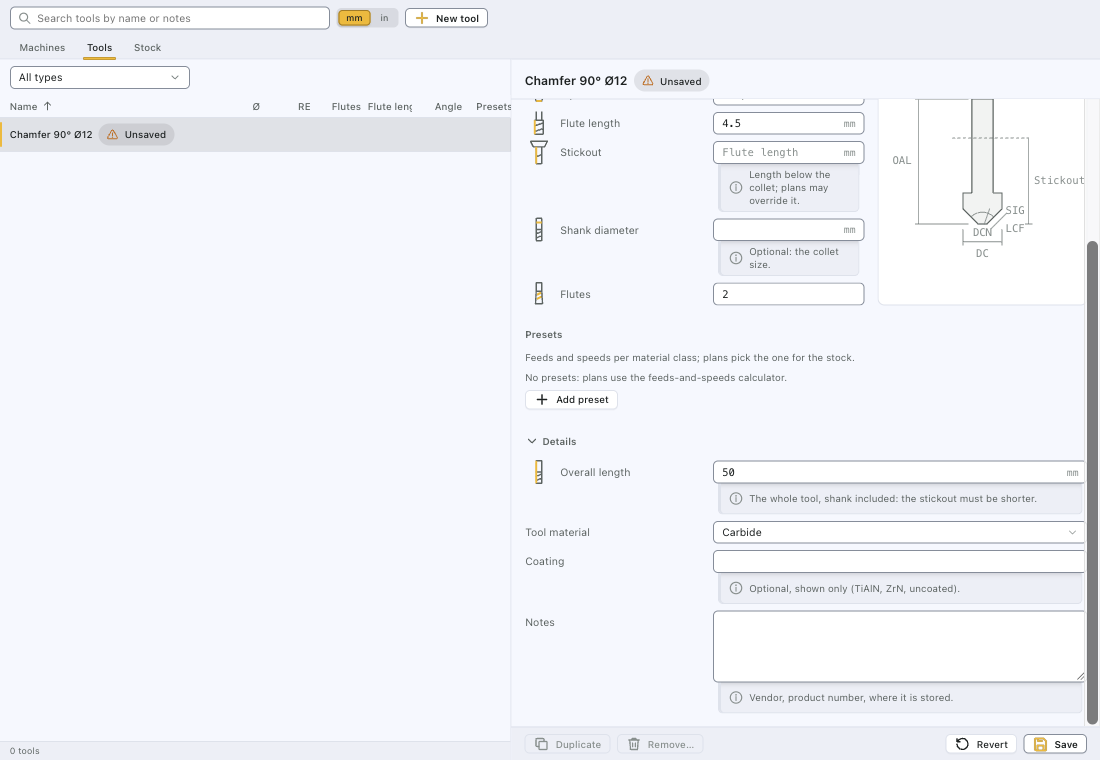 Search tools by name or notes
mm
in
New tool
Machines
Tools
Stock
All types
Name
Ø
RE
Flutes
Flute leng
Angle
Presets
Chamfer 90° Ø12
Unsaved
0 tools
Chamfer 90° Ø12
Unsaved
Flute length
4.5
mm
Stickout
Flute length
mm
Length below the
collet; plans may
override it.
Shank diameter
mm
Optional: the collet
size.
Flutes
2
OAL
Stickout
SIG
DCN
LCF
DC
Presets
Feeds and speeds per material class; plans pick the one for the stock.
No presets: plans use the feeds-and-speeds calculator.
Add preset
Details
Overall length
50
mm
The whole tool, shank included: the stickout must be shorter.
Tool material
Carbide
Coating
Optional, shown only (TiAlN, ZrN, uncoated).
Notes
Vendor, product number, where it is stored.
Duplicate
Remove...
Revert
Save